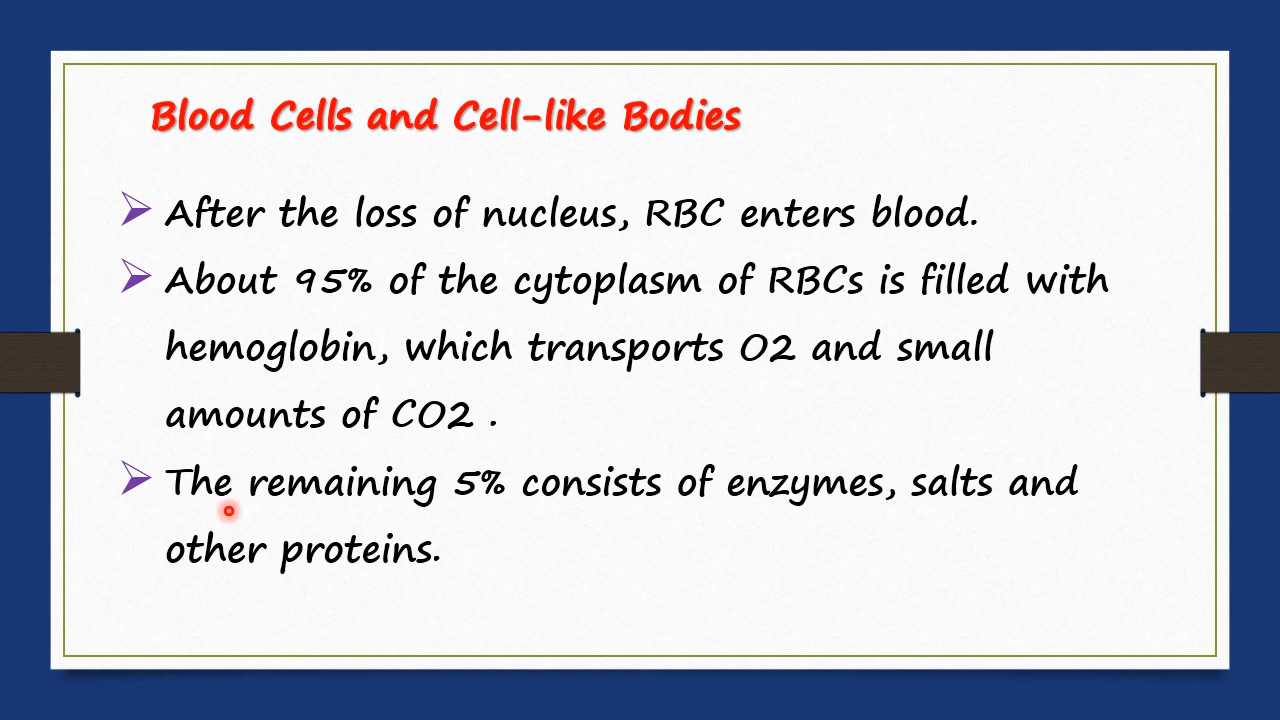 Blood Cells and Cell-like Bodies
After the loss of nucleus, RBC enters blood.
About 95% of the cytoplasm of RBCs is filled with
hemoglobin, which transports O2 and small
amounts of CO2 .
The remaining 5% consists of enzymes, salts and
other proteins.